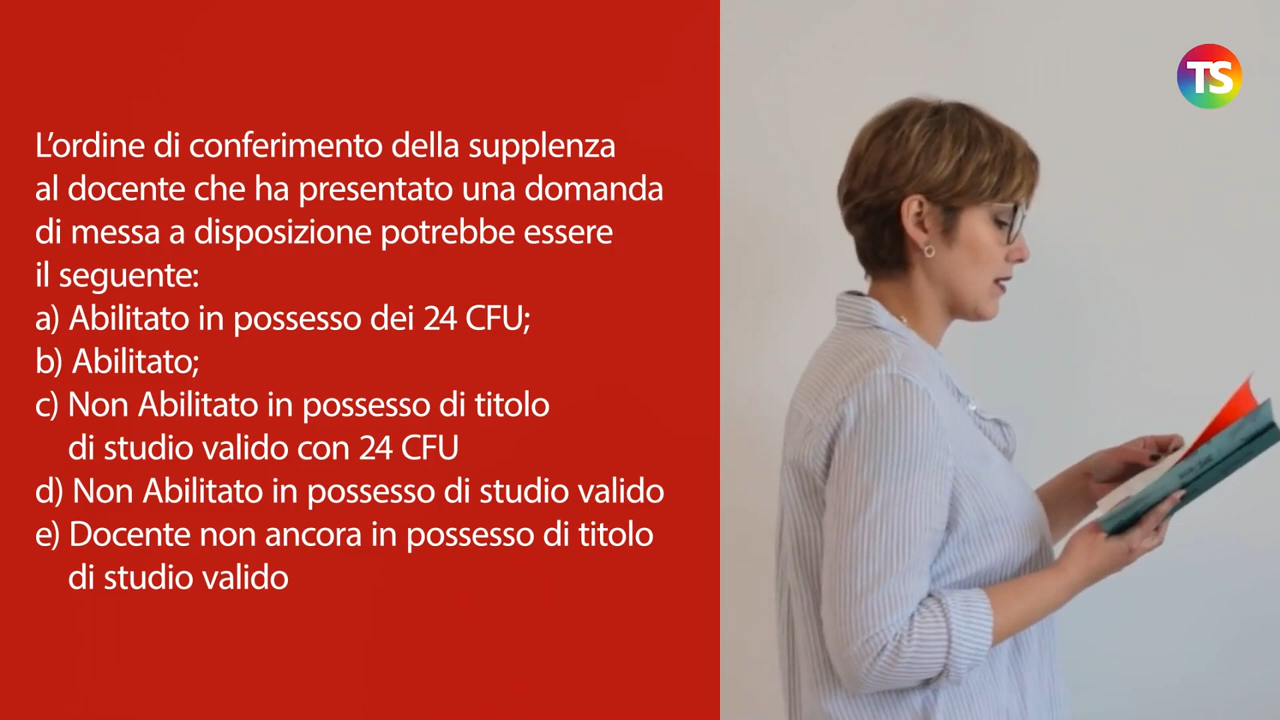 L’ordine di conferimento della supplenza
al docente che ha presentato una domanda
di messa a disposizione potrebbe essere
il seguente:
a) Abilitato in possesso dei 24 CFU;
b) Abilitato;
c) Non Abilitato in possesso di titolo
di studio valido con 24 CFU
d) Non Abilitato in possesso di studio valido
e) Docente non ancora in possesso di titolo
di studio valido
TS